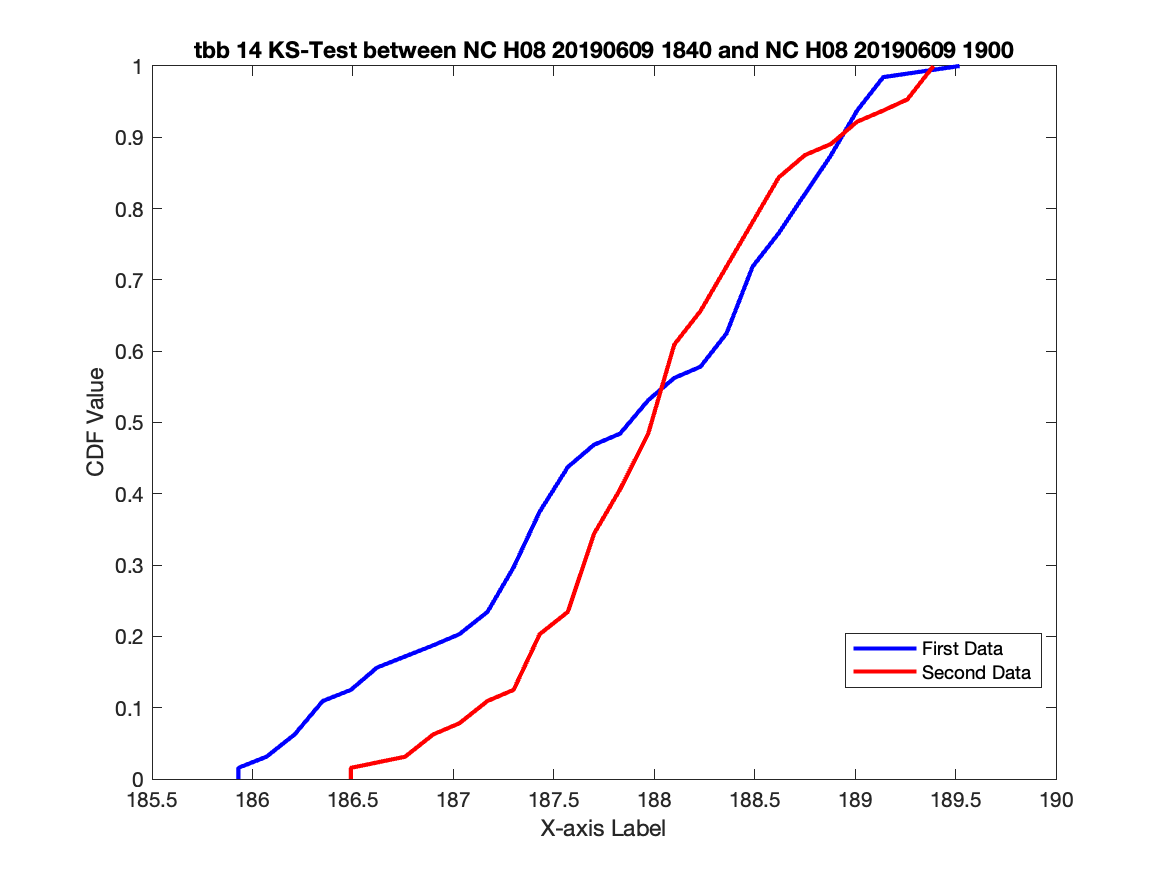 tbb 14 KS-Test between NC H08 20190609 1840 and NC H08 20190609 1900
1
0.9
0.8
0.7
0.6
0.5
0.4
0.3
0.2
0.1
0
CDF Value
First Data
Second Data
185.5 186 186.5 187 187.5 188 188.5 189 189.5 190
X-axis Label